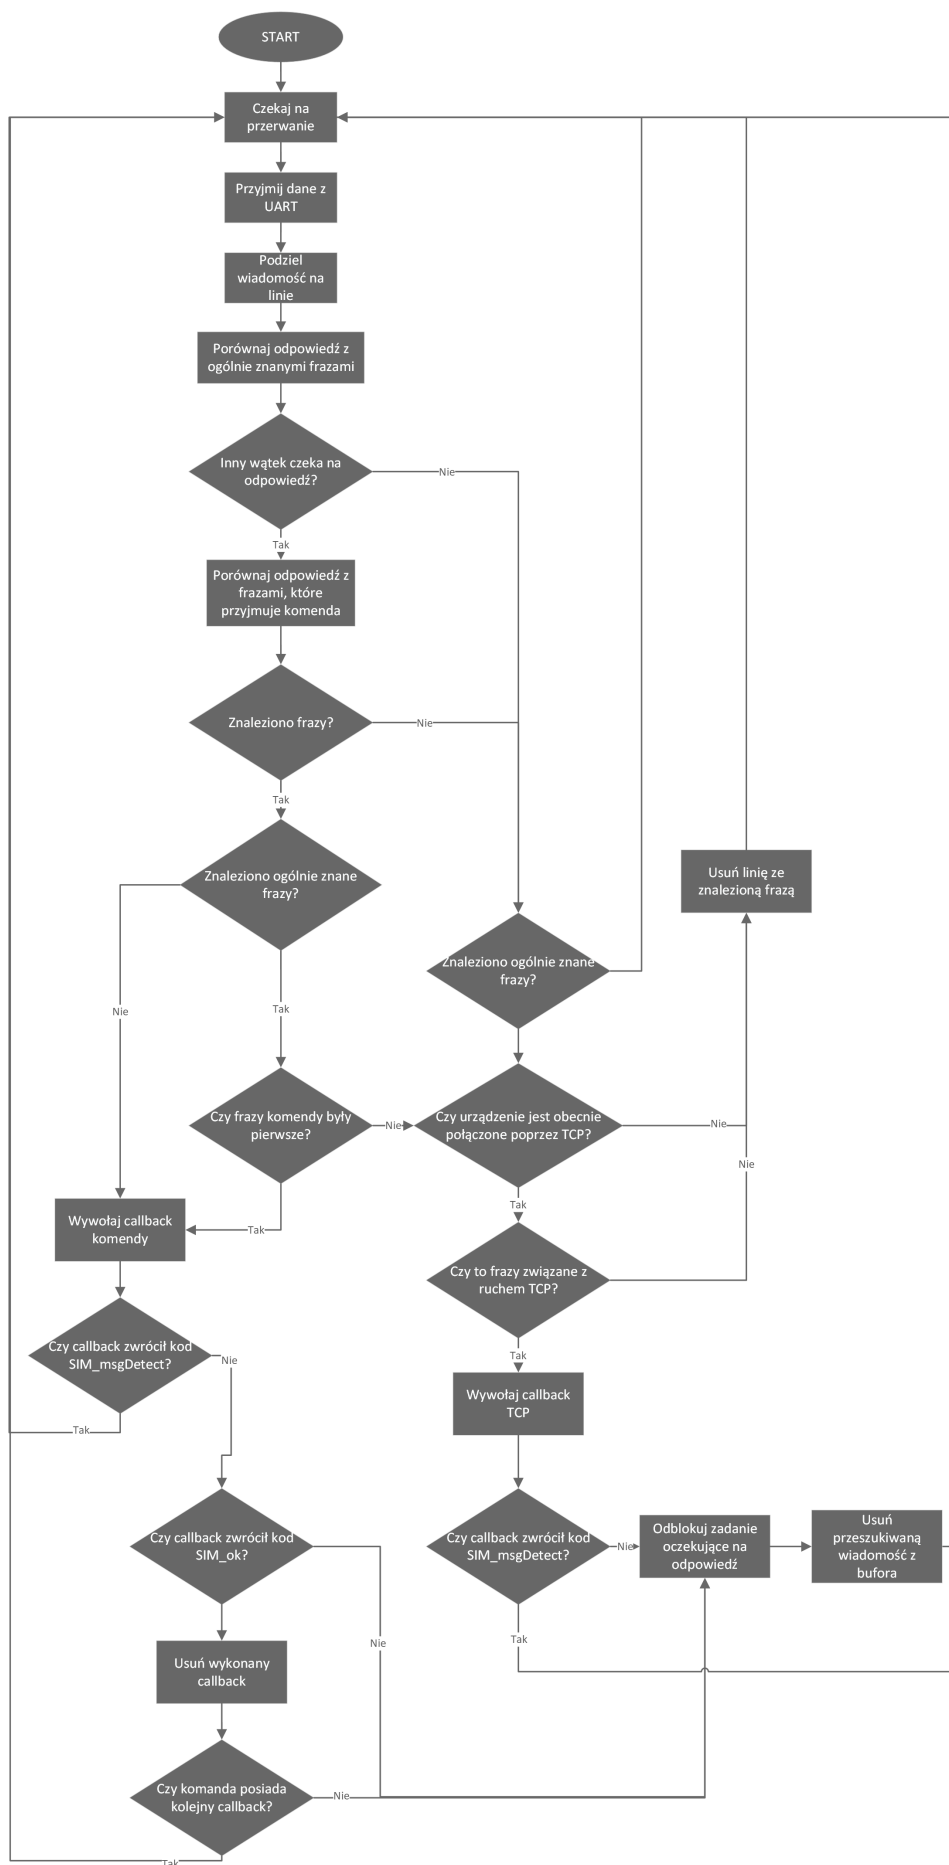 START
Czekaj na
przerwanie
Przyjmij dane z
UART
Podziel
wiadomość na
linie
Porównaj odpowiedź z
ogólnie znanymi frazami
Inny wątek czeka na
odpowiedź?
Nie
Tak
Porównaj odpowiedź z
frazami, które
przyjmuje komenda
Znaleziono frazy?
Nie
Tak
Znaleziono ogólnie znane
frazy?
Usuń linię ze
znalezioną frazą
Znaleziono ogólnie znane
frazy?
Nie
Tak
Czy frazy komendy były
pierwsze?
Nie
Czy urządzenie jest obecnie
połączone poprzez TCP?
Nie
Nie
Tak
Wywołaj callback
komendy
Tak
Czy to frazy związane z
ruchem TCP?
Czy callback zwrócił kod
SIM_msgDetect?
Nie
Tak
Tak
Wywołaj callback
TCP
Czy callback zwrócił kod
SIM_ok?
Czy callback zwrócił kod
SIM_msgDetect?
Nie
Odblokuj zadanie
oczekujące na
odpowiedź
Usuń
przeszukiwaną
wiadomość z
bufora
Nie
Tak
Usuń wykonany
callback
Czy komanda posiada
kolejny callback?
Nie
Tak